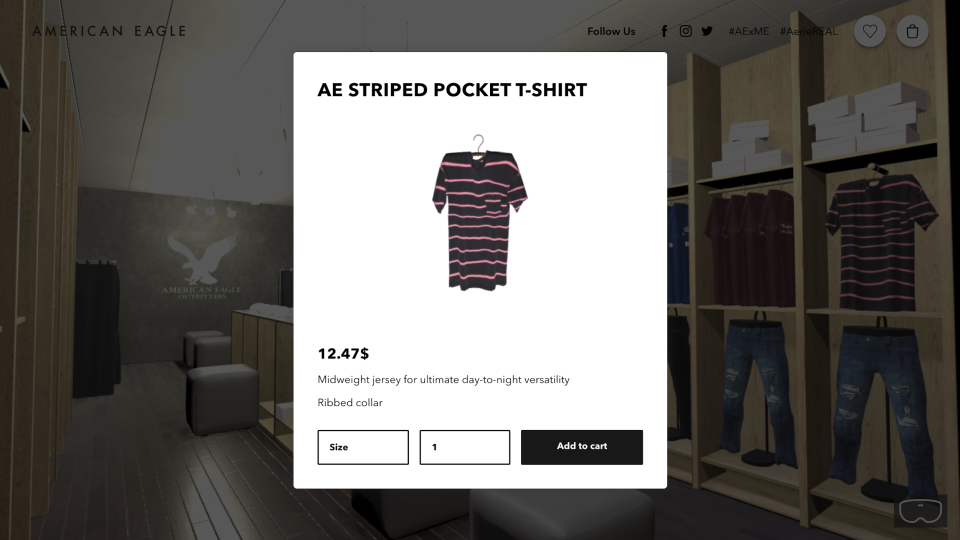 AMERICAN EAGLE
Follow Us
#AExME
#AerieREAL
AE STRIPED POCKET T-SHIRT
AMERICAN EAGLE
OUTFITTERS
12.47$
Midweight jersey for ultimate day-to-night versatility
Ribbed collar
Size
1
Add to cart